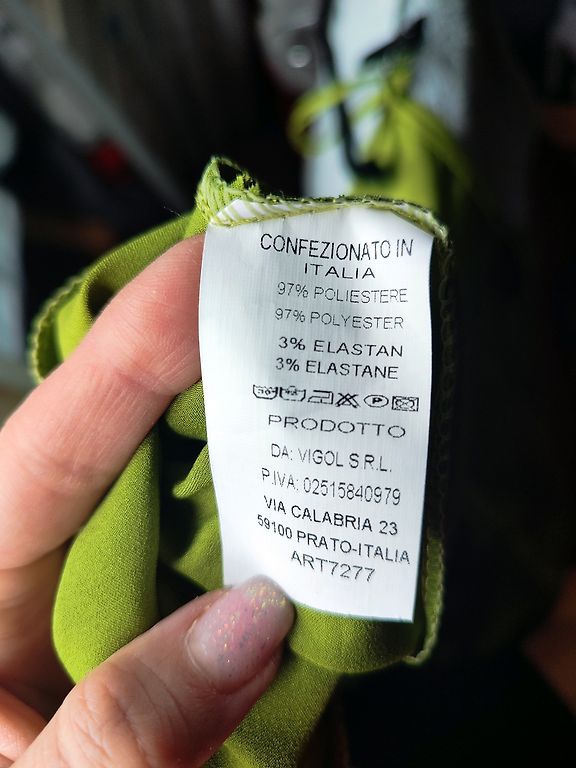 CONFEZIONATO IN
ITALIA
97% POLIESTERE
97% POLYESTER
3% ELASTAN
3% ELASTANE
PRODOTTO
DA: VIGOL S.R.L.
P.IVA: 02515840979
VIA CALABRIA 23
59100 PRATO-ITALIA
ART7277